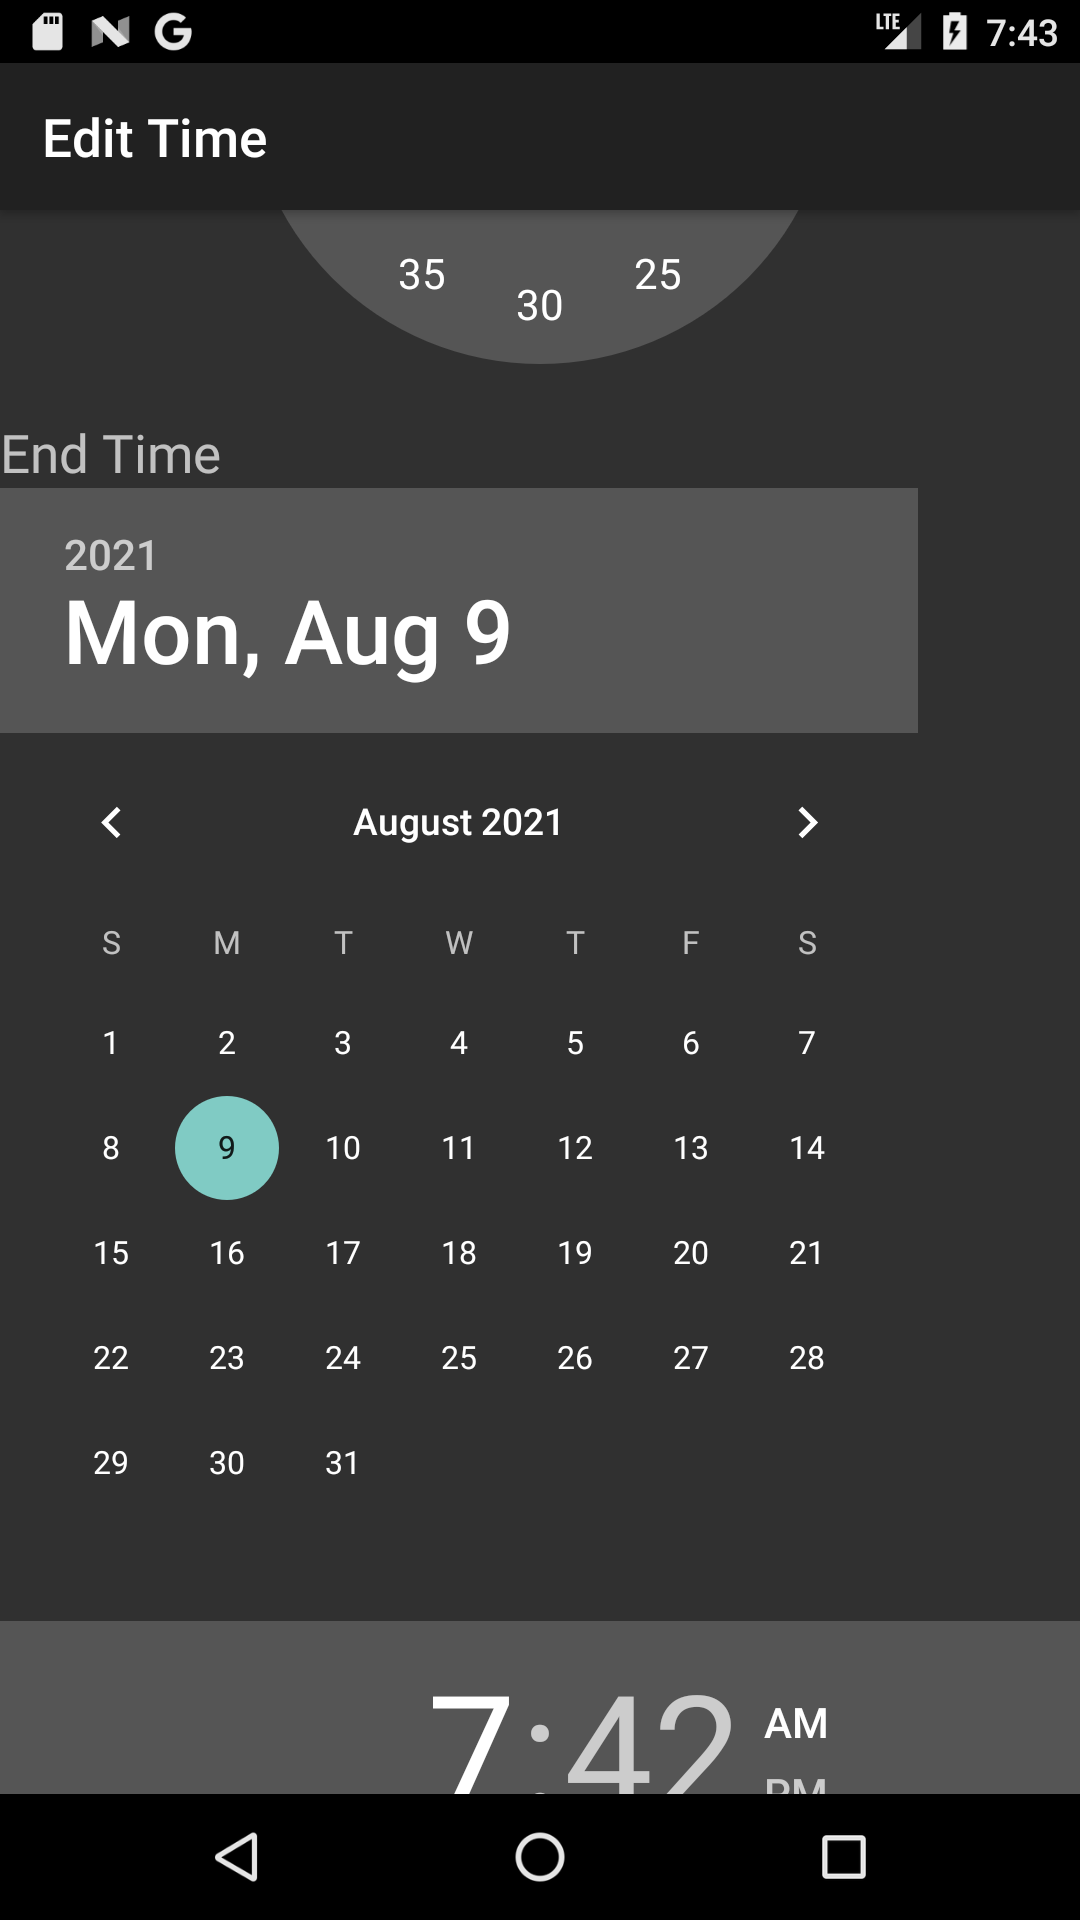 LTE 7:43
Edit Time
35 30 25
End Time
2021
Mon, Aug 9
August 2021
S M T W T F S
1 2 3 4 5 6 7
8 9 10 11 12 13 14
15 16 17 18 19 20 21
22 23 24 25 26 27 28
29 30 31
7:42 AM
PM